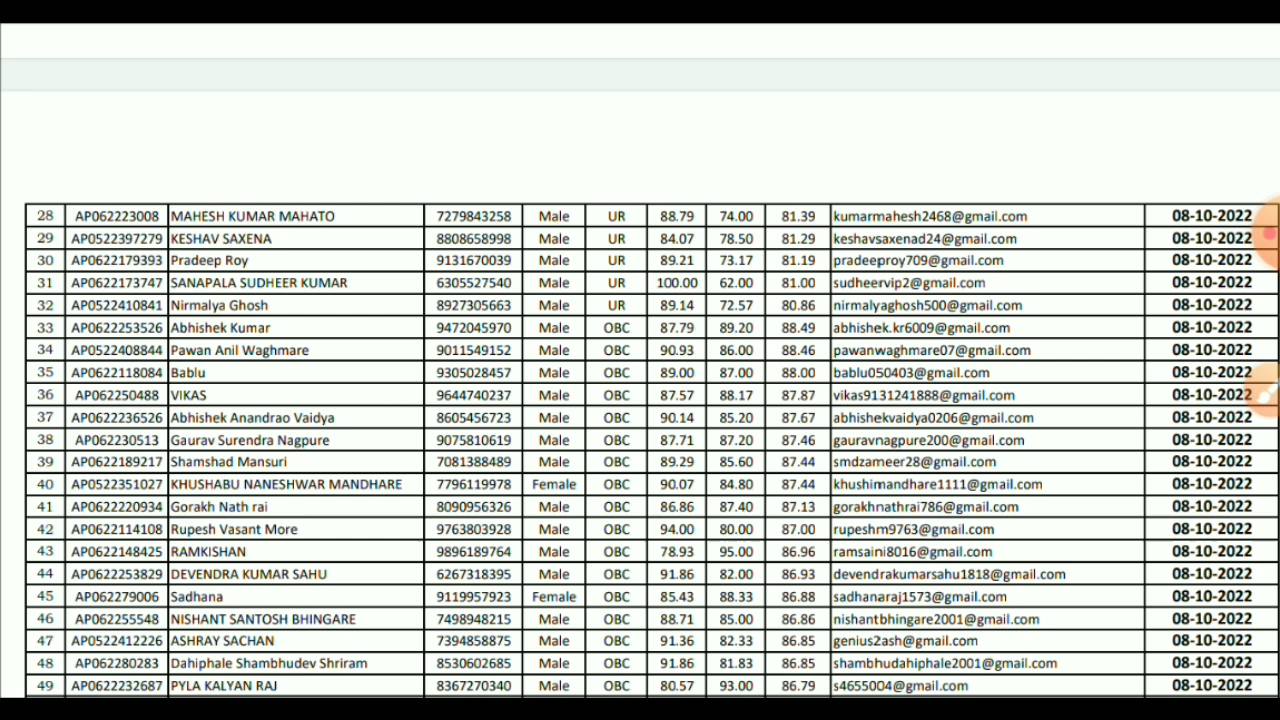 28 AP062223008 MAHESH KUMAR MAHATO 7279843258 Male UR 88.79 74.00 81.39 kumarmahesh2468@gmail.com 08-10-2022
29 AP0522397279 KESHAV SAXENA 8808658998 Male UR 84.07 78.50 81.29 keshavsaxenad24@gmail.com 08-10-2022
30 AP0622179393 Pradeep Roy 9131670039 Male UR 89.21 73.17 81.19 pradeeproy709@gmail.com 08-10-2022
31 AP0622173747 SANAPALA SUDHEER KUMAR 6305527540 Male UR 100.00 62.00 81.00 sudheervip2@gmail.com 08-10-2022
32 AP0522410841 Nirmalya Ghosh 8927305663 Male UR 89.14 72.57 80.86 nirmalyaghosh500@gmail.com 08-10-2022
33 AP0622253526 Abhishek Kumar 9472045970 Male OBC 87.79 89.20 88.49 abhishek.kr6009@gmail.com 08-10-2022
34 AP0522408844 Pawan Anil Waghmare 9011549152 Male OBC 90.93 86.00 88.46 pawanwaghmare07@gmail.com 08-10-2022
35 AP0622118084 Bablu 9305028457 Male OBC 89.00 87.00 88.00 bablu050403@gmail.com 08-10-2022
36 AP062250488 VIKAS 9644740237 Male OBC 87.57 88.17 87.87 vikas9131241888@gmail.com 08-10-2022
37 AP0622236526 Abhishek Anandrao Vaidya 8605456723 Male OBC 90.14 85.20 87.67 abhishekvaidya0206@gmail.com 08-10-2022
38 AP062230513 Gaurav Surendra Nagpure 9075810619 Male OBC 87.71 87.20 87.46 gauravnagpure200@gmail.com 08-10-2022
39 AP0622189217 Shamshad Mansuri 7081388489 Male OBC 89.29 85.60 87.44 smdzameer28@gmail.com 08-10-2022
40 AP0522351027 KHUSHABU NANESHWAR MANDHARE 7796119978 Female OBC 90.07 84.80 87.44 khushimandhare1111@gmail.com 08-10-2022
41 AP0622220934 Gorakh Nath rai 8090956326 Male OBC 86.86 87.40 87.13 gorakhnathrai786@gmail.com 08-10-2022
42 AP0622114108 Rupesh Vasant More 9763803928 Male OBC 94.00 80.00 87.00 rupeshm9763@gmail.com 08-10-2022
43 AP0622148425 RAMKISHAN 9896189764 Male OBC 78.93 95.00 86.96 ramsaini8016@gmail.com 08-10-2022
44 AP0622253829 DEVENDRA KUMAR SAHU 6267318395 Male OBC 91.86 82.00 86.93 devendrakumarsahu1818@gmail.com 08-10-2022
45 AP062279006 Sadhana 9119957923 Female OBC 85.43 88.33 86.88 sadhanaraj1573@gmail.com 08-10-2022
46 AP062255548 NISHANT SANTOSH BHINGARE 7498948215 Male OBC 88.71 85.00 86.86 nishantbhingare2001@gmail.com 08-10-2022
47 AP0522412226 ASHRAY SACHAN 7394858875 Male OBC 91.36 82.33 86.85 genius2ash@gmail.com 08-10-2022
48 AP062280283 Dahiphale Shambhudev Shriram 8530602685 Male OBC 91.86 81.83 86.85 shambhudahiphale2001@gmail.com 08-10-2022
49 AP0622232687 PYLA KALYAN RAJ 8367270340 Male OBC 80.57 93.00 86.79 s4655004@gmail.com 08-10-2022